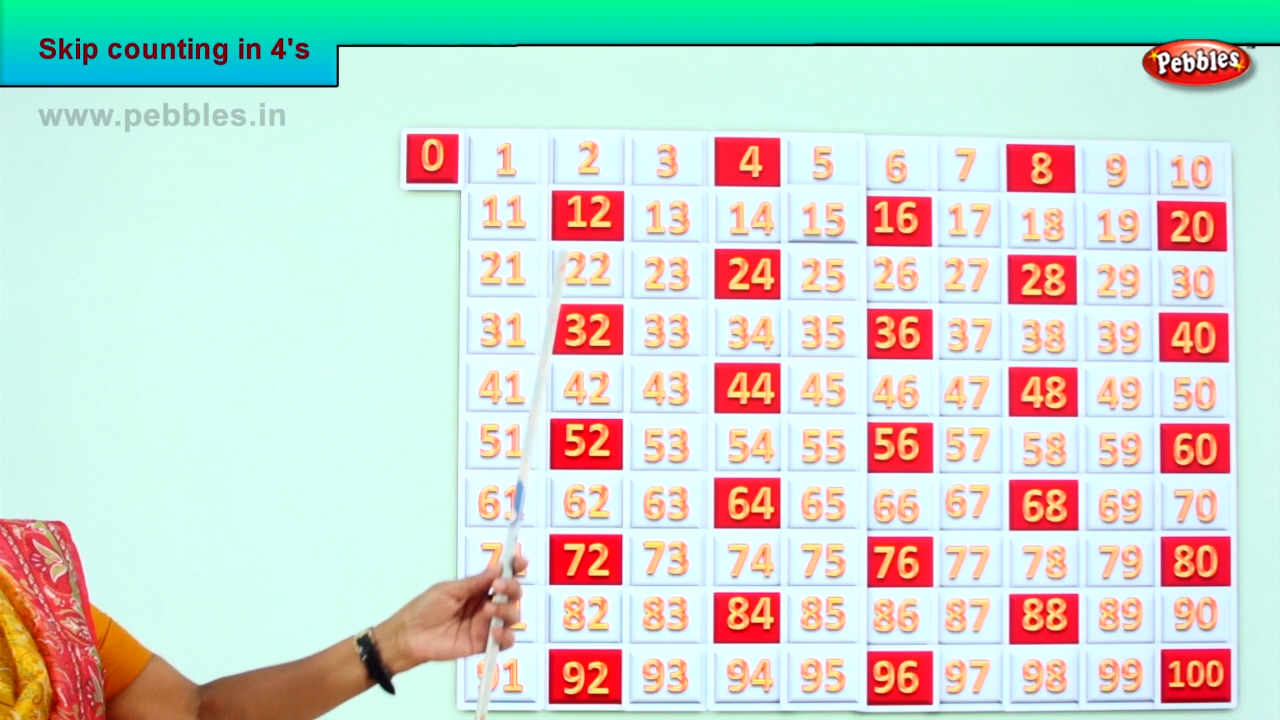 Skip counting in 4's
Pebbles
www.pebbles.in
0 1 2 3 4 5 6 7 8 9 10
11 12 13 14 15 16 17 18 19 20
21 22 23 24 25 26 27 28 29 30
31 32 33 34 35 36 37 38 39 40
41 42 43 44 45 46 47 48 49 50
51 52 53 54 55 56 57 58 59 60
61 62 63 64 65 66 67 68 69 70
72 73 74 75 76 77 78 79 80
82 83 84 85 86 87 88 89 90
91 92 93 94 95 96 97 98 99 100